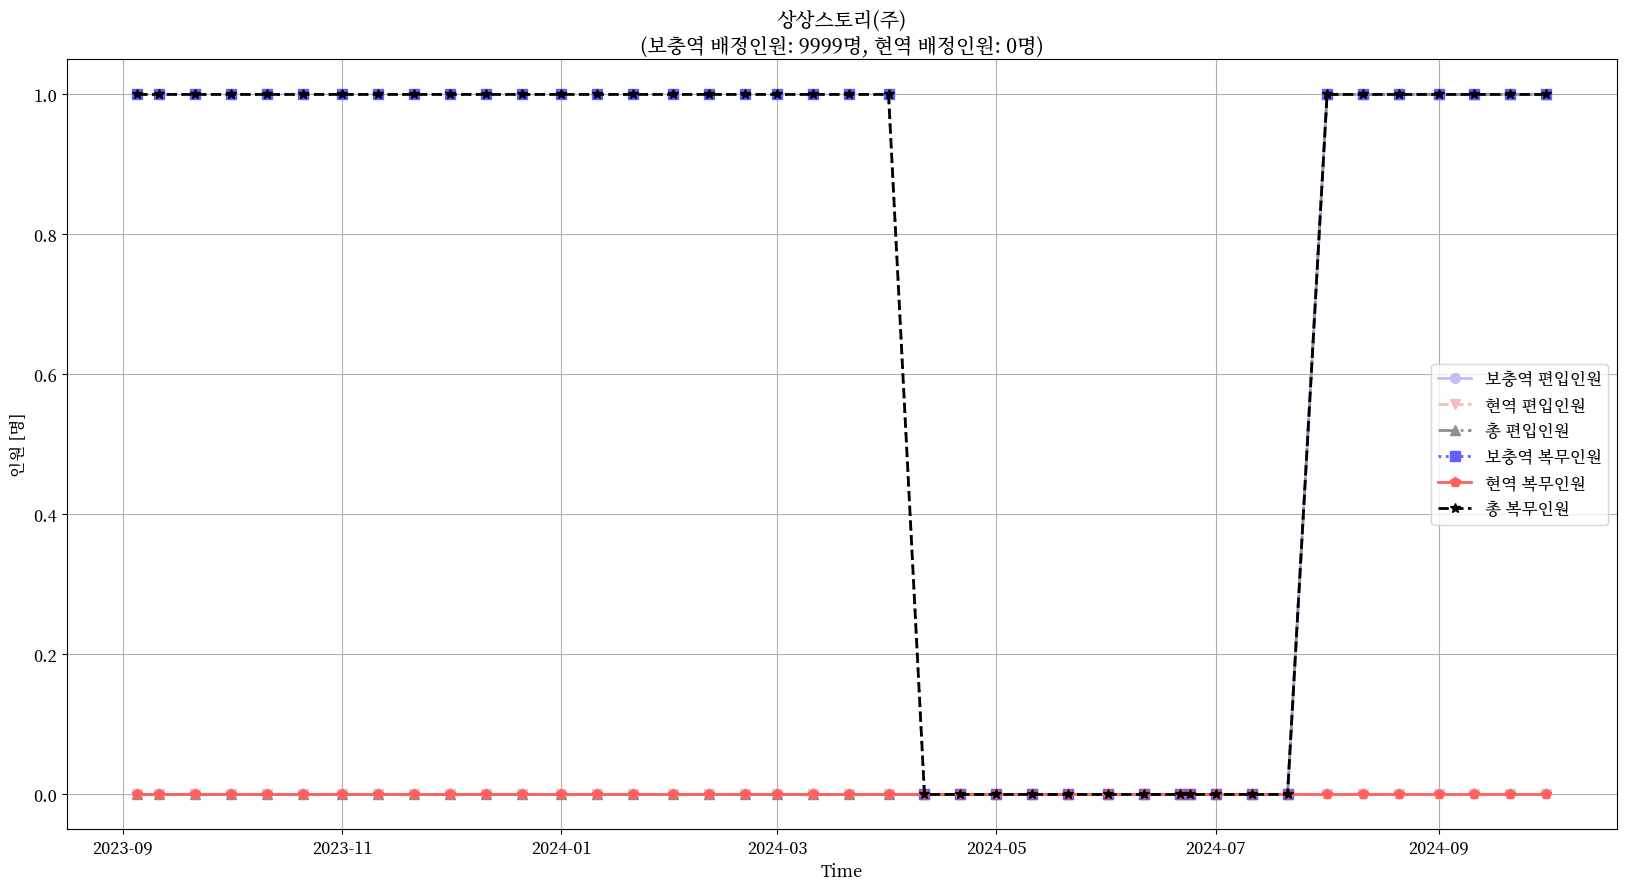 상상스토리(주)
(보충역 배정인원: 9999명, 현역 배정인원: 0명)
1.0
0.8
0.6
0.4
0.2
0.0
인원 [명]
보충역 편입인원
현역 편입인원
총 편입인원
보충역 복무인원
현역 복무인원
총 복무인원
2023-09 2023-11 2024-01 2024-03 2024-05 2024-07 2024-09
Time